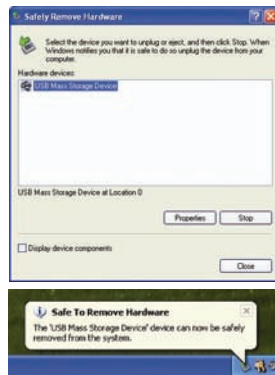 Safely Remove Hardware
Select the device you want to unplug or eject, and then click Stop. When
Windows notifies you that it is safe to do so unplug the device from your
computer.
Hardware devices:
USB Mass Storage Device
USB Mass Storage Device at Location 0
Properties
Stop
Display device components
Close
Safe To Remove Hardware
The 'USB Mass Storage Device' device can now be safely
removed from the system.